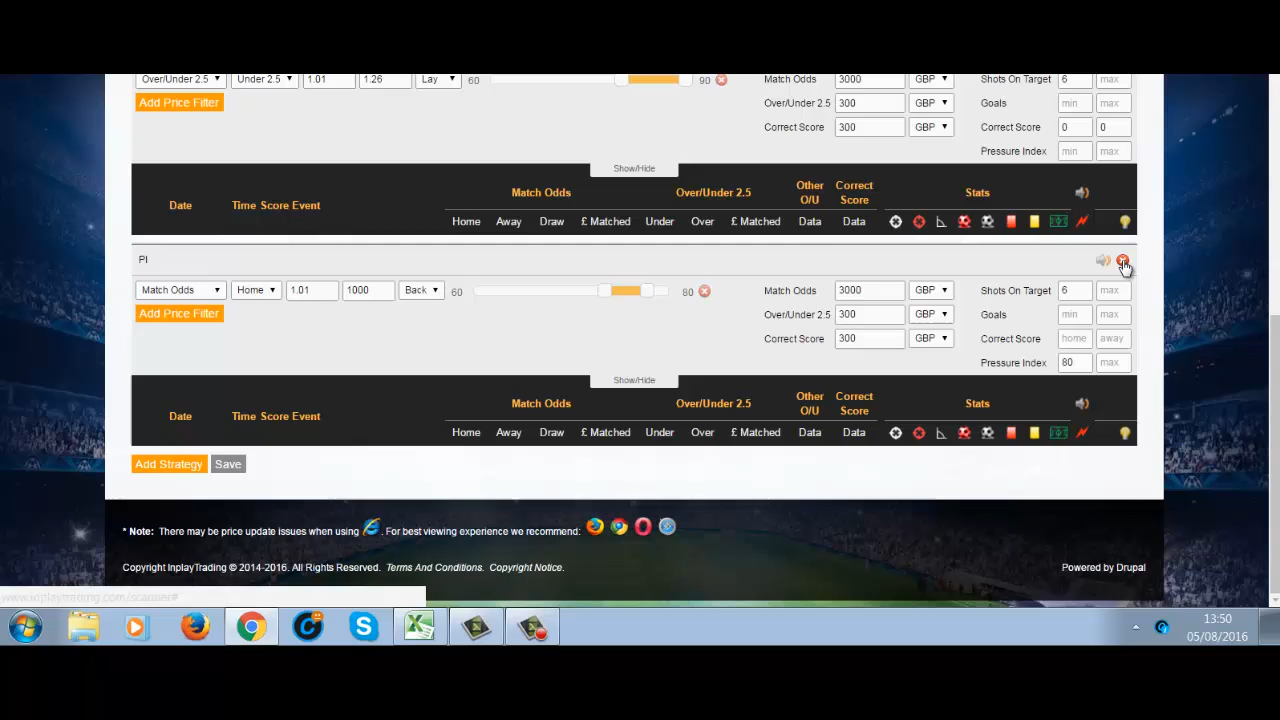 Over/Under 2.5 Under 2.5 1.01 1.26 Lay 60 90 Match Odds 3000 GBP Shots On Target 6 max
Add Price Filter Over/Under 2.5 300 GBP Goals min max
Correct Score 300 GBP Correct Score 0 0
Pressure Index min max
Show/Hide
Date Time Score Event Match Odds Over/Under 2.5 Other O/U Correct Score Stats
Home Away Draw £ Matched Under Over £ Matched Data Data
PI
Match Odds Home 1.01 1000 Back 60 80 Match Odds 3000 GBP Shots On Target 6 max
Add Price Filter Over/Under 2.5 300 GBP Goals min max
Correct Score 300 GBP Correct Score home away
Pressure Index 80 max
Show/Hide
Date Time Score Event Match Odds Over/Under 2.5 Other O/U Correct Score Stats
Home Away Draw £ Matched Under Over £ Matched Data Data
Add Strategy Save
* Note: There may be price update issues when using . For best viewing experience we recommend:
Copyright InplayTrading © 2014-2016. All Rights Reserved. Terms And Conditions. Copyright Notice. Powered by Drupal
13:50
05/08/2016